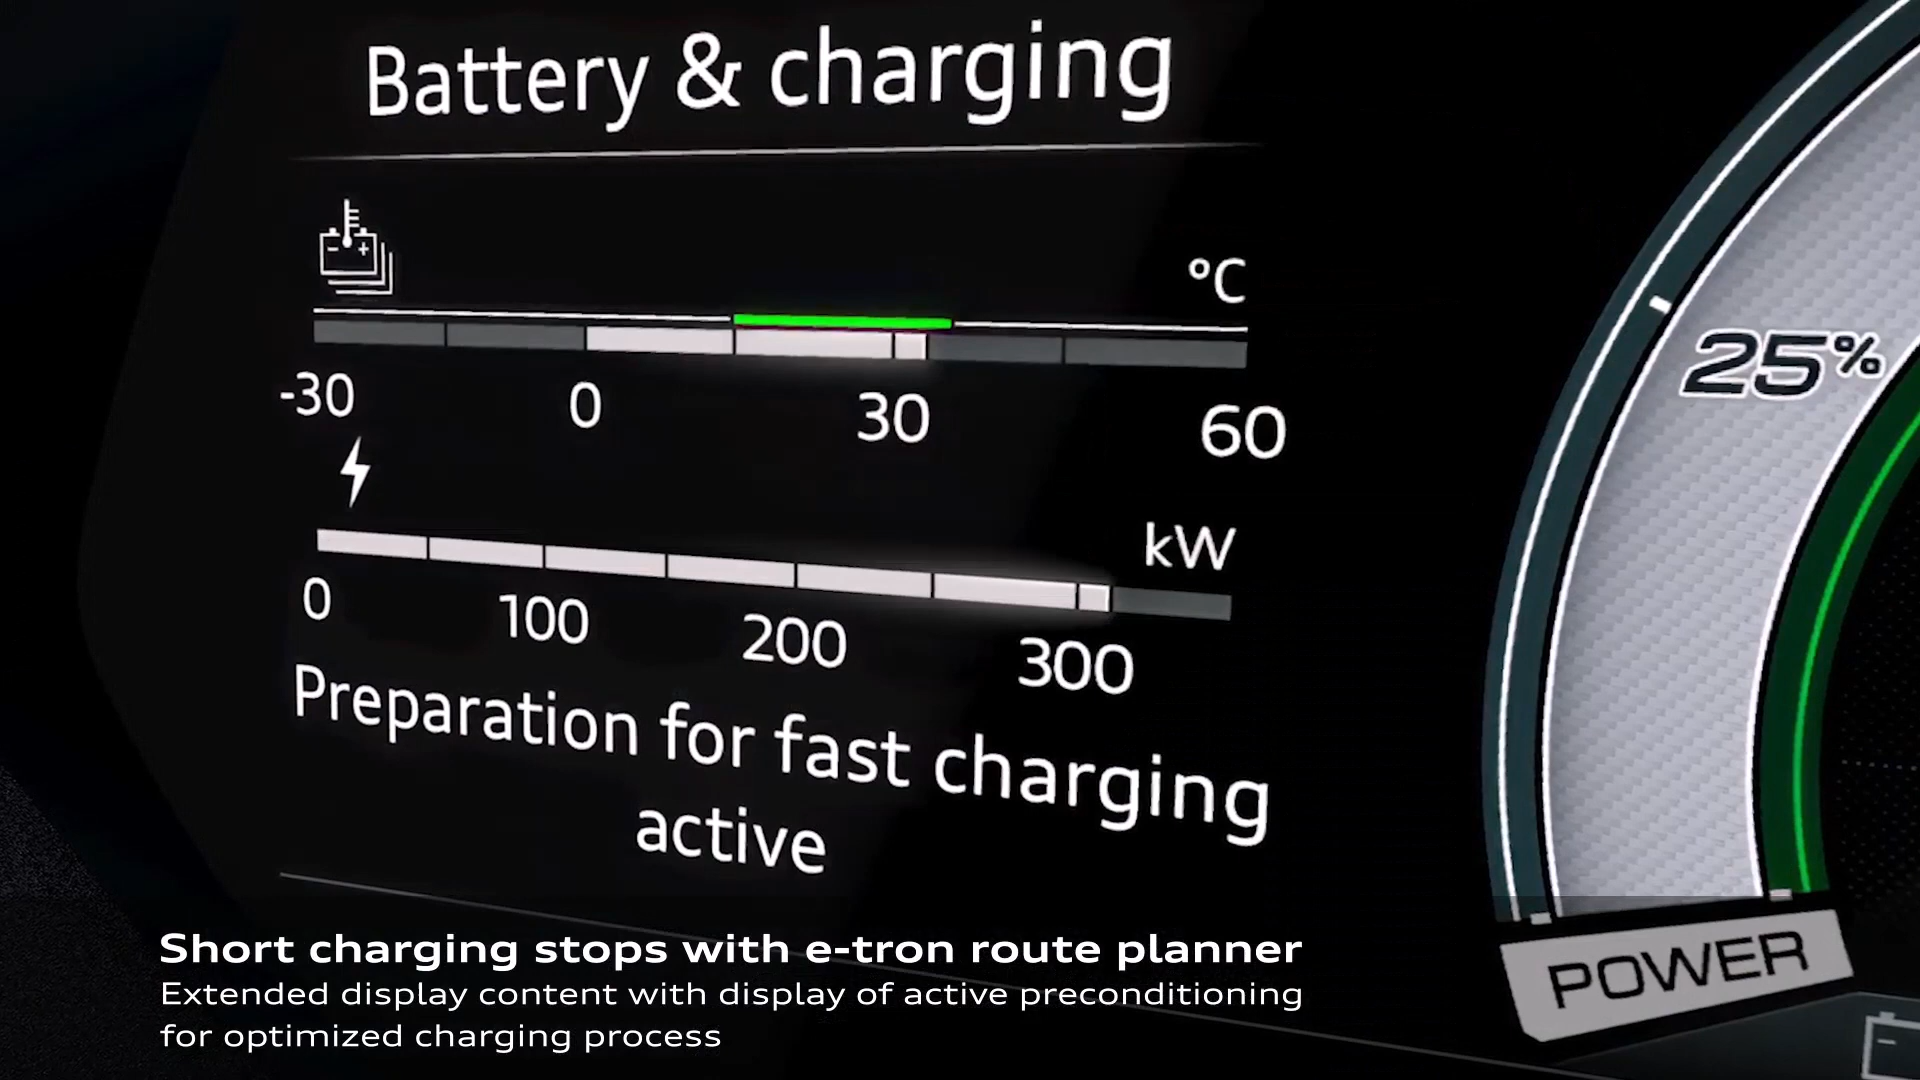 Battery & charging
°C
-30 0 30 60
kW
0 100 200 300
Preparation for fast charging
active
25%
POWER
Short charging stops with e-tron route planner
Extended display content with display of active preconditioning
for optimized charging process